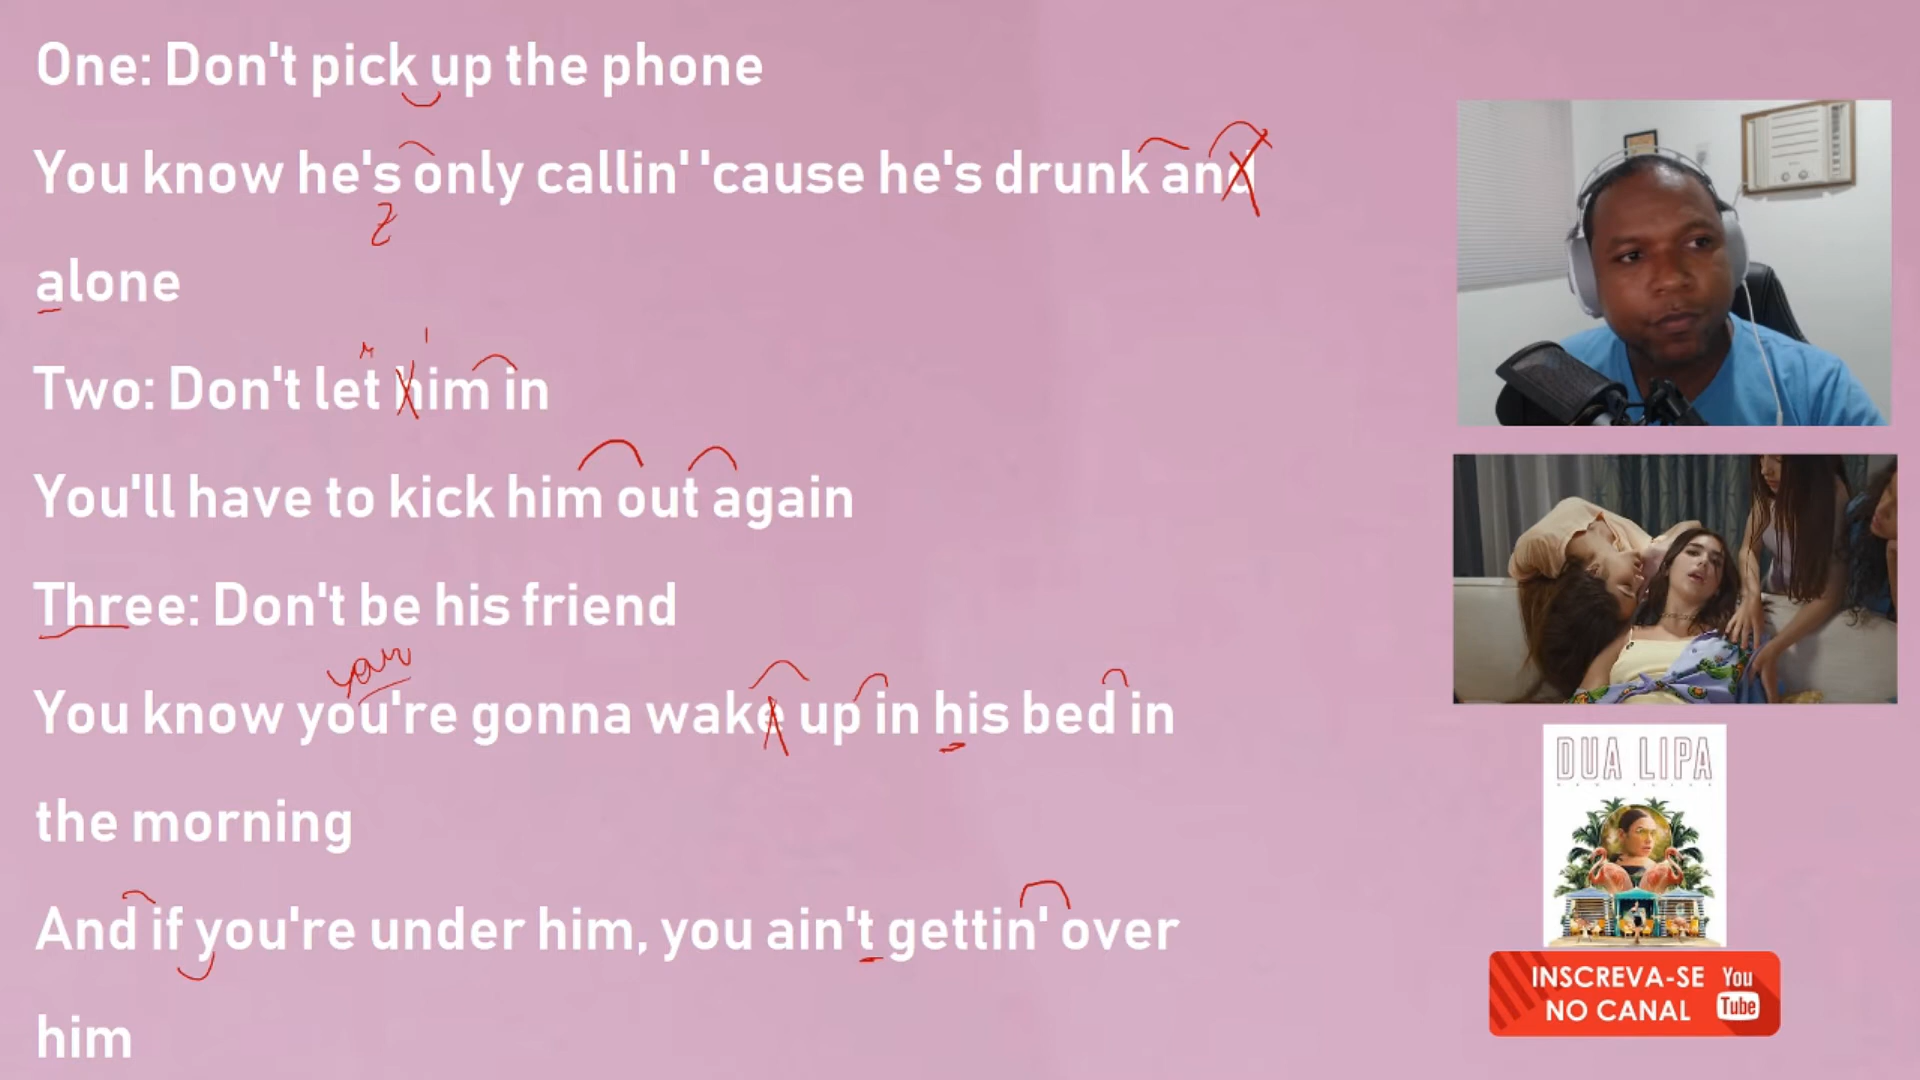 One: Don't pick up the phone
You know he's only callin' 'cause he's drunk and
z
alone
r
Two: Don't let him in
You'll have to kick him out again
Three: Don't be his friend
your
You know you're gonna wake up in his bed in
the morning
And if you're under him, you ain't gettin' over
him
DUA LIPA
INSCREVA-SE
NO CANAL
You
Tube